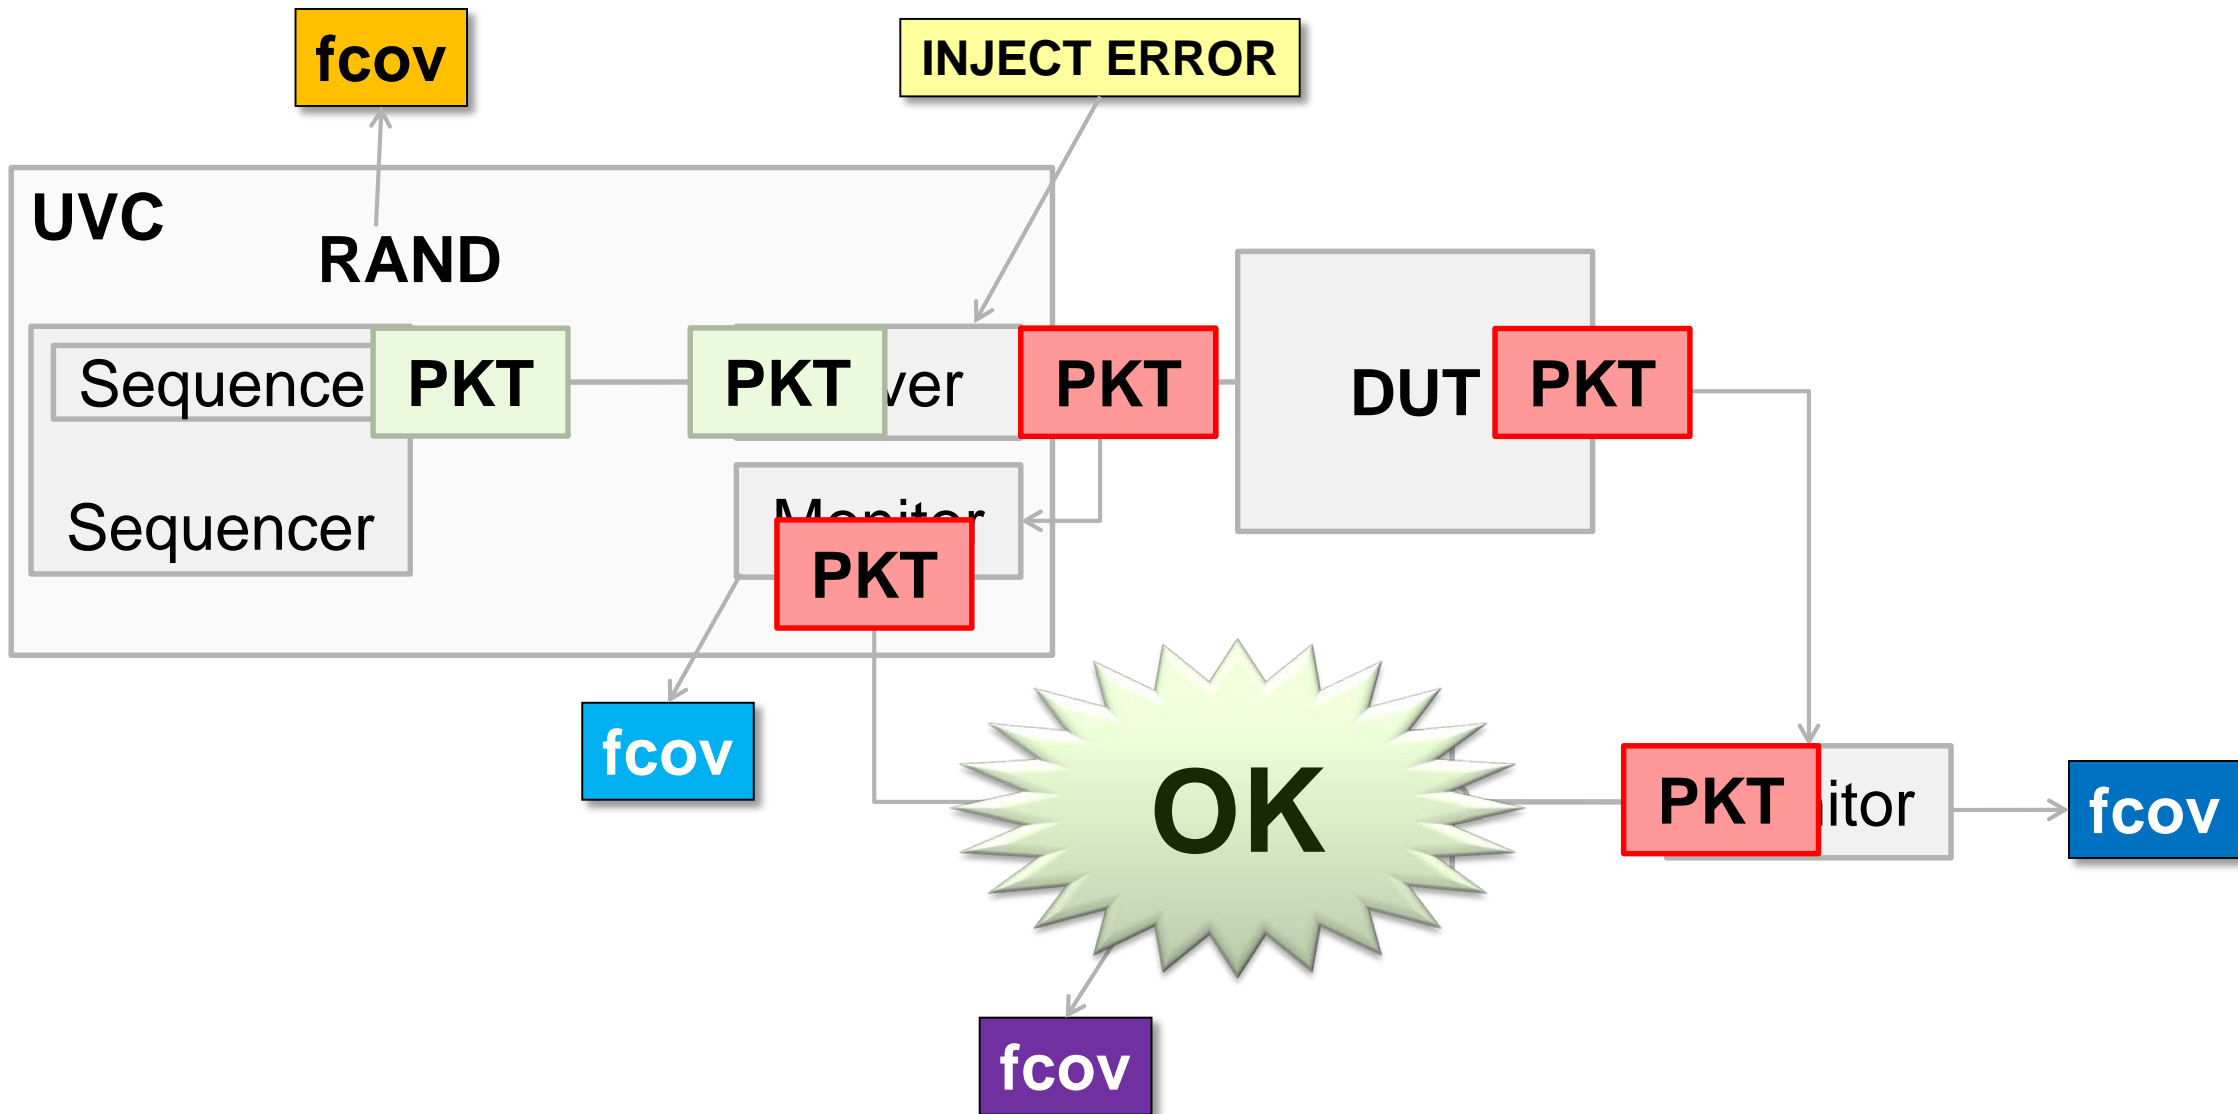 fcov
INJECT ERROR
UVC
RAND
Sequence
PKT
PKT
ver
PKT
DUT
PKT
Sequencer
Monitor
PKT
fcov
OK
PKT
itor
fcov
fcov